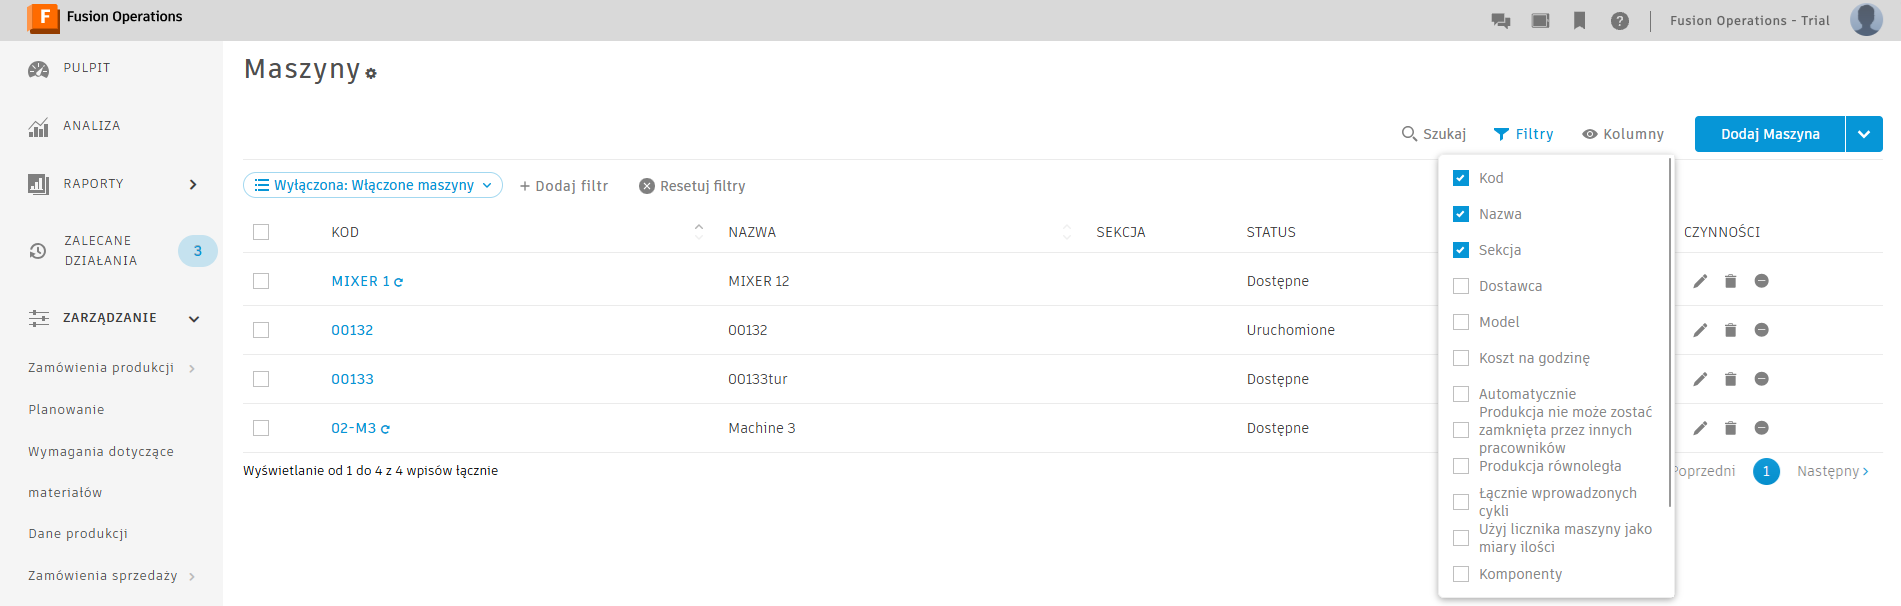 F Fusion Operations
? Fusion Operations - Trial
PULPIT
ANALIZA
RAPORTY
ZALECANE
DZIAŁANIA
3
ZARZĄDZANIE
Zamówienia produkcji
Planowanie
Wymagania dotyczące
materiałów
Dane produkcji
Zamówienia sprzedaży
Maszyny
Szukaj Filtry Kolumny Dodaj Maszyna
Wyłączona: Włączone maszyny + Dodaj filtr Resetuj filtry
KOD NAZWA SEKCJA STATUS CZYNNOŚCI
MIXER 1 MIXER 12 Dostępne
00132 00132 Uruchomione
00133 00133tur Dostępne
02-M3 Machine 3 Dostępne
Wyświetlanie od 1 do 4 z 4 wpisów łącznie
oprzedni 1 Następny
Kod
Nazwa
Sekcja
Dostawca
Model
Koszt na godzinę
Automatycznie
Produkcja nie może zostać
zamknięta przez innych
pracowników
Produkcja równoległa
Łącznie wprowadzonych
cykli
Użyj licznika maszyny jako
miary ilości
Komponenty